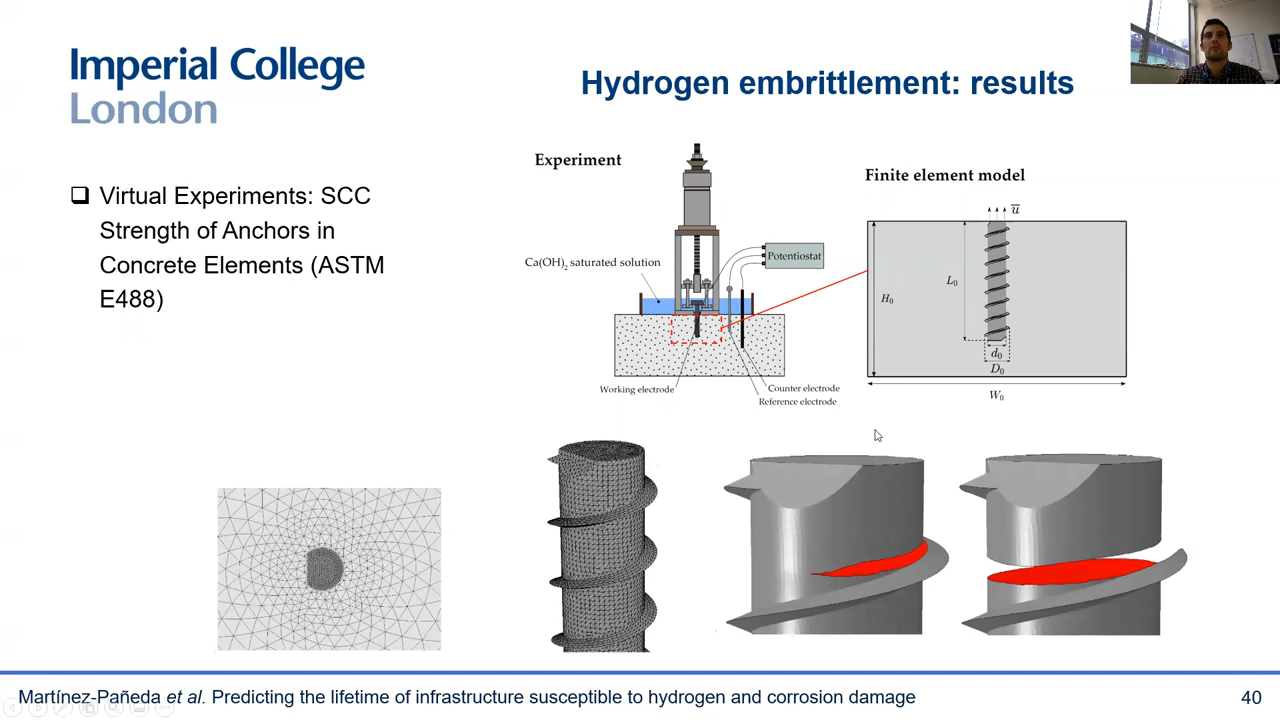 Imperial College
London
Hydrogen embrittlement: results
❑ Virtual Experiments: SCC
Strength of Anchors in
Concrete Elements (ASTM
E488)
Experiment
Ca(OH)₂ saturated solution
Potentiostat
Working electrode
Counter electrode
Reference electrode
Finite element model
u̅
H₀
L₀
d₀
D₀
W₀
Martínez-Pañeda et al. Predicting the lifetime of infrastructure susceptible to hydrogen and corrosion damage
40